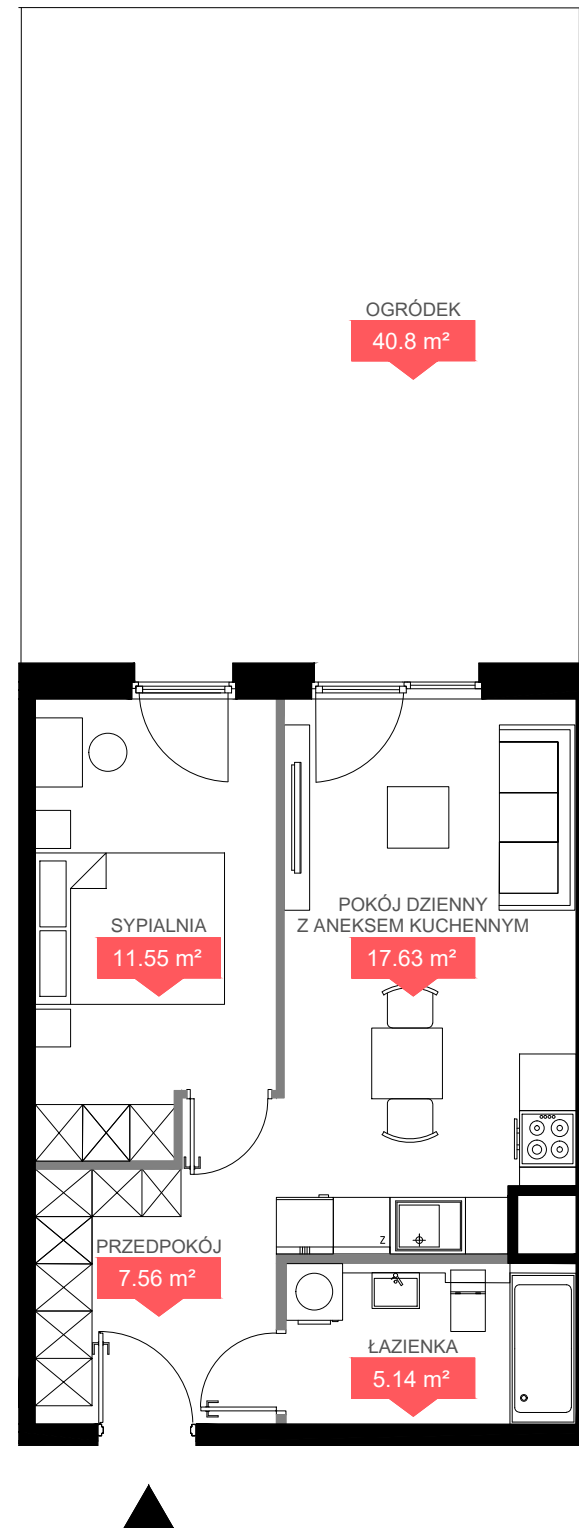 OGRÓDEK
40.8 m²
POKÓJ DZIENNY
Z ANEKSEM KUCHENNYM
17.63 m²
SYPIALNIA
11.55 m²
Z
PRZEDPOKÓJ
7.56 m²
ŁAZIENKA
5.14 m²